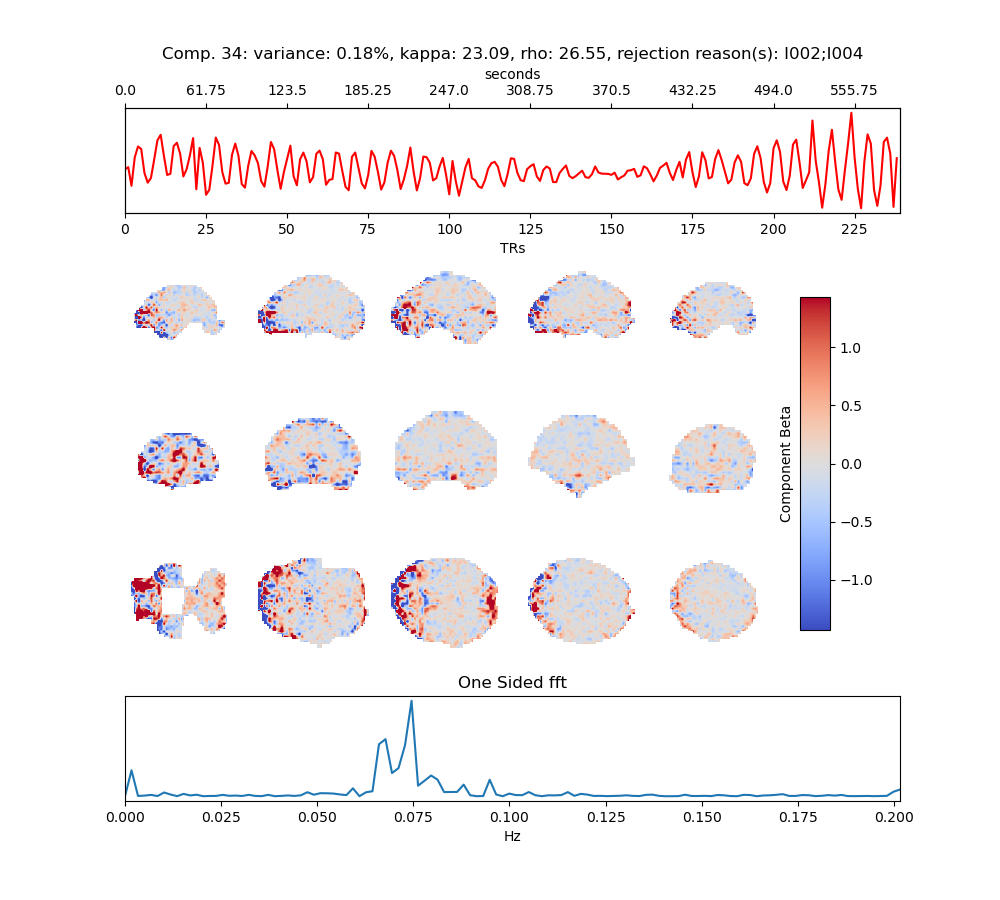 Comp. 34: variance: 0.18%, kappa: 23.09, rho: 26.55, rejection reason(s): I002;I004
seconds
0.0 61.75 123.5 185.25 247.0 308.75 370.5 432.25 494.0 555.75
0 25 50 75 100 125 150 175 200 225
TRs
1.0
0.5
0.0
−0.5
−1.0
Component Beta
One Sided fft
0.000 0.025 0.050 0.075 0.100 0.125 0.150 0.175 0.200
Hz